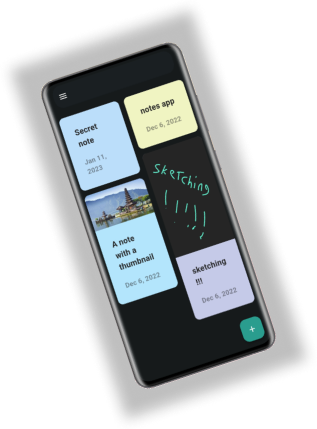 Secret
note
Jan 11,
2023
notes app
Dec 6, 2022
A note
with a
thumbnail
Dec 6, 2022
Sketching
sketching
!!!
Dec 6, 2022
+